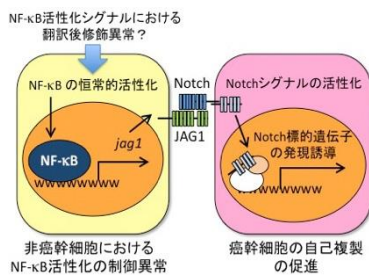 NF-κB活性化シグナルにおける
翻訳後修飾異常？
NF-κB の恒常的活性化
jag1
NF-κB
Notch
JAG1
Notchシグナルの活性化
Notch標的遺伝子
の発現誘導
非癌幹細胞における
NF-κB活性化の制御異常
癌幹細胞の自己複製
の促進